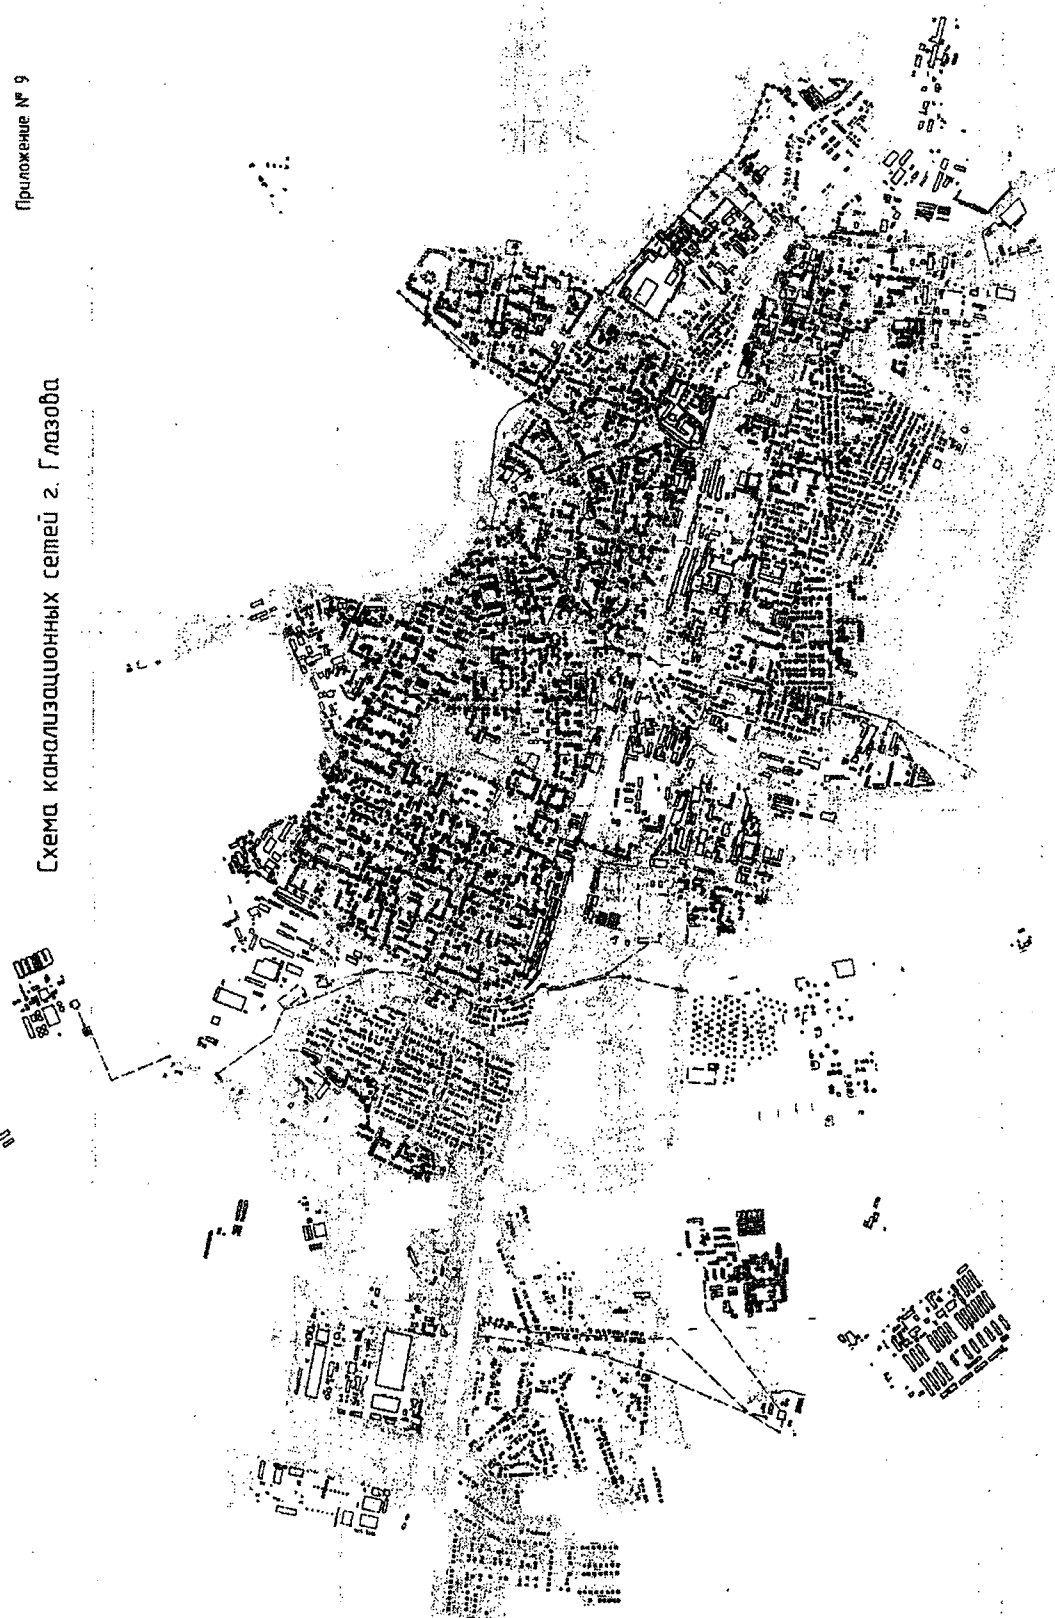 Приложение № 9
Схема канализационных сетей г. Глазова